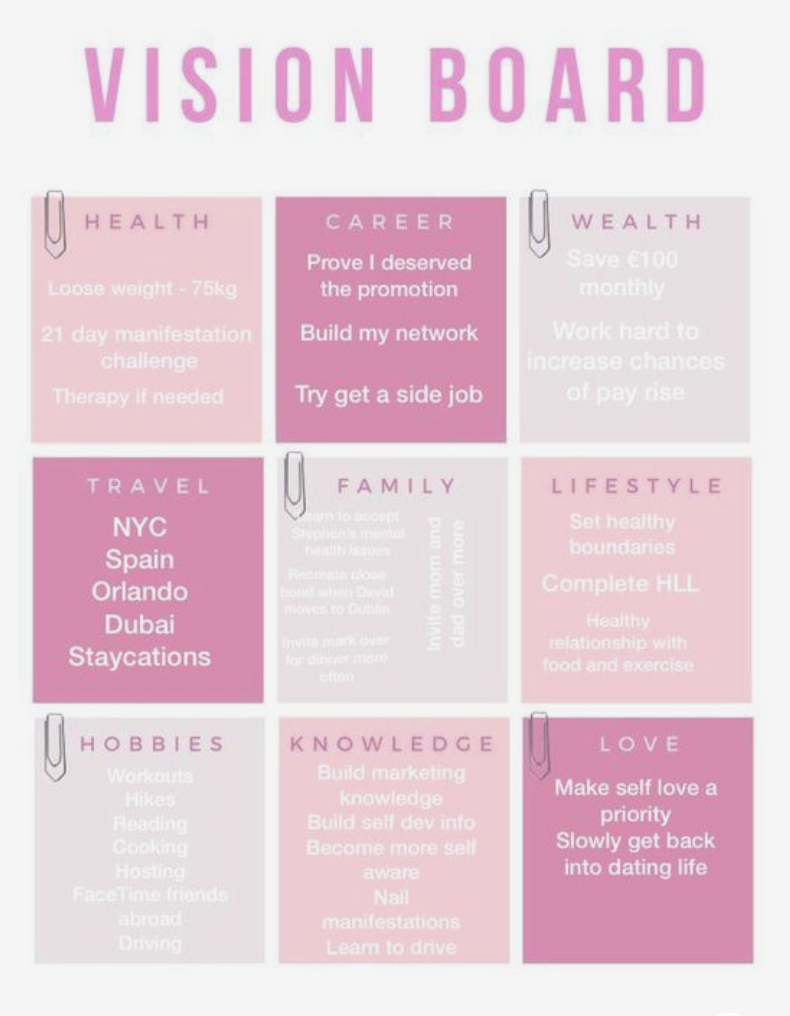 VISION BOARD
HEALTH
Loose weight - 75kg
21 day manifestation
challenge
Therapy if needed
CAREER
Prove I deserved
the promotion
Build my network
Try get a side job
WEALTH
Save €100
monthly
Work hard to
increase chances
of pay rise
TRAVEL
NYC
Spain
Orlando
Dubai
Staycations
FAMILY
Learn to accept
Stephen's mental
health issues
Recreate close
bond when David
moves to Dublin
Invite mark over
for dinner more
often
Invite mom and
dad over more
LIFESTYLE
Set healthy
boundaries
Complete HLL
Healthy
relationship with
food and exercise
HOBBIES
Workouts
Hikes
Reading
Cooking
Hosting
FaceTime friends
abroad
Driving
KNOWLEDGE
Build marketing
knowledge
Build self dev info
Become more self
aware
Nail
manifestations
Learn to drive
LOVE
Make self love a
priority
Slowly get back
into dating life